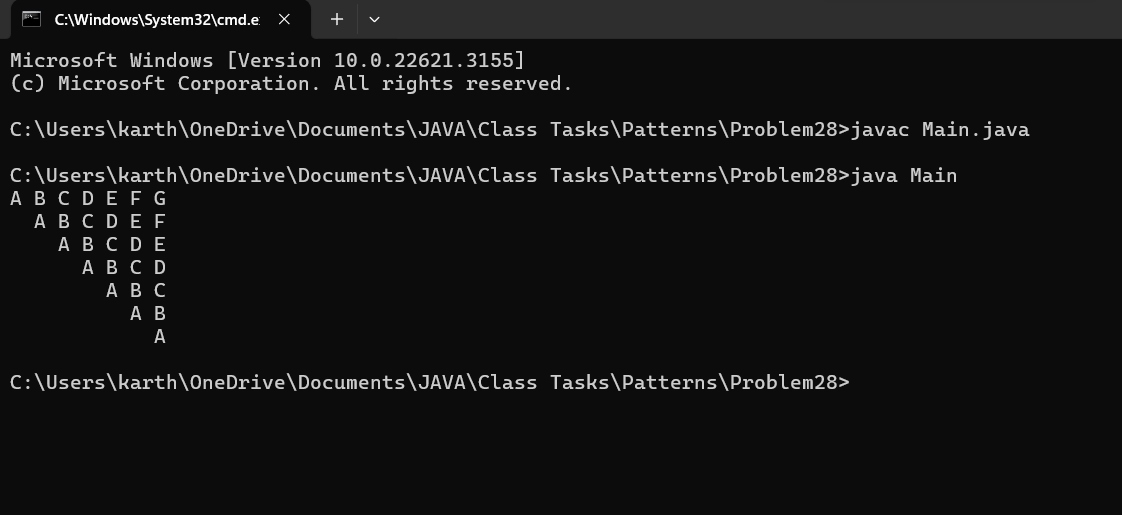 C:\Windows\System32\cmd.e
Microsoft Windows [Version 10.0.22621.3155]
(c) Microsoft Corporation. All rights reserved.
C:\Users\karth\OneDrive\Documents\JAVA\Class Tasks\Patterns\Problem28>javac Main.java
C:\Users\karth\OneDrive\Documents\JAVA\Class Tasks\Patterns\Problem28>java Main
A B C D E F G
  A B C D E F
    A B C D E
      A B C D
        A B C
          A B
            A
C:\Users\karth\OneDrive\Documents\JAVA\Class Tasks\Patterns\Problem28>